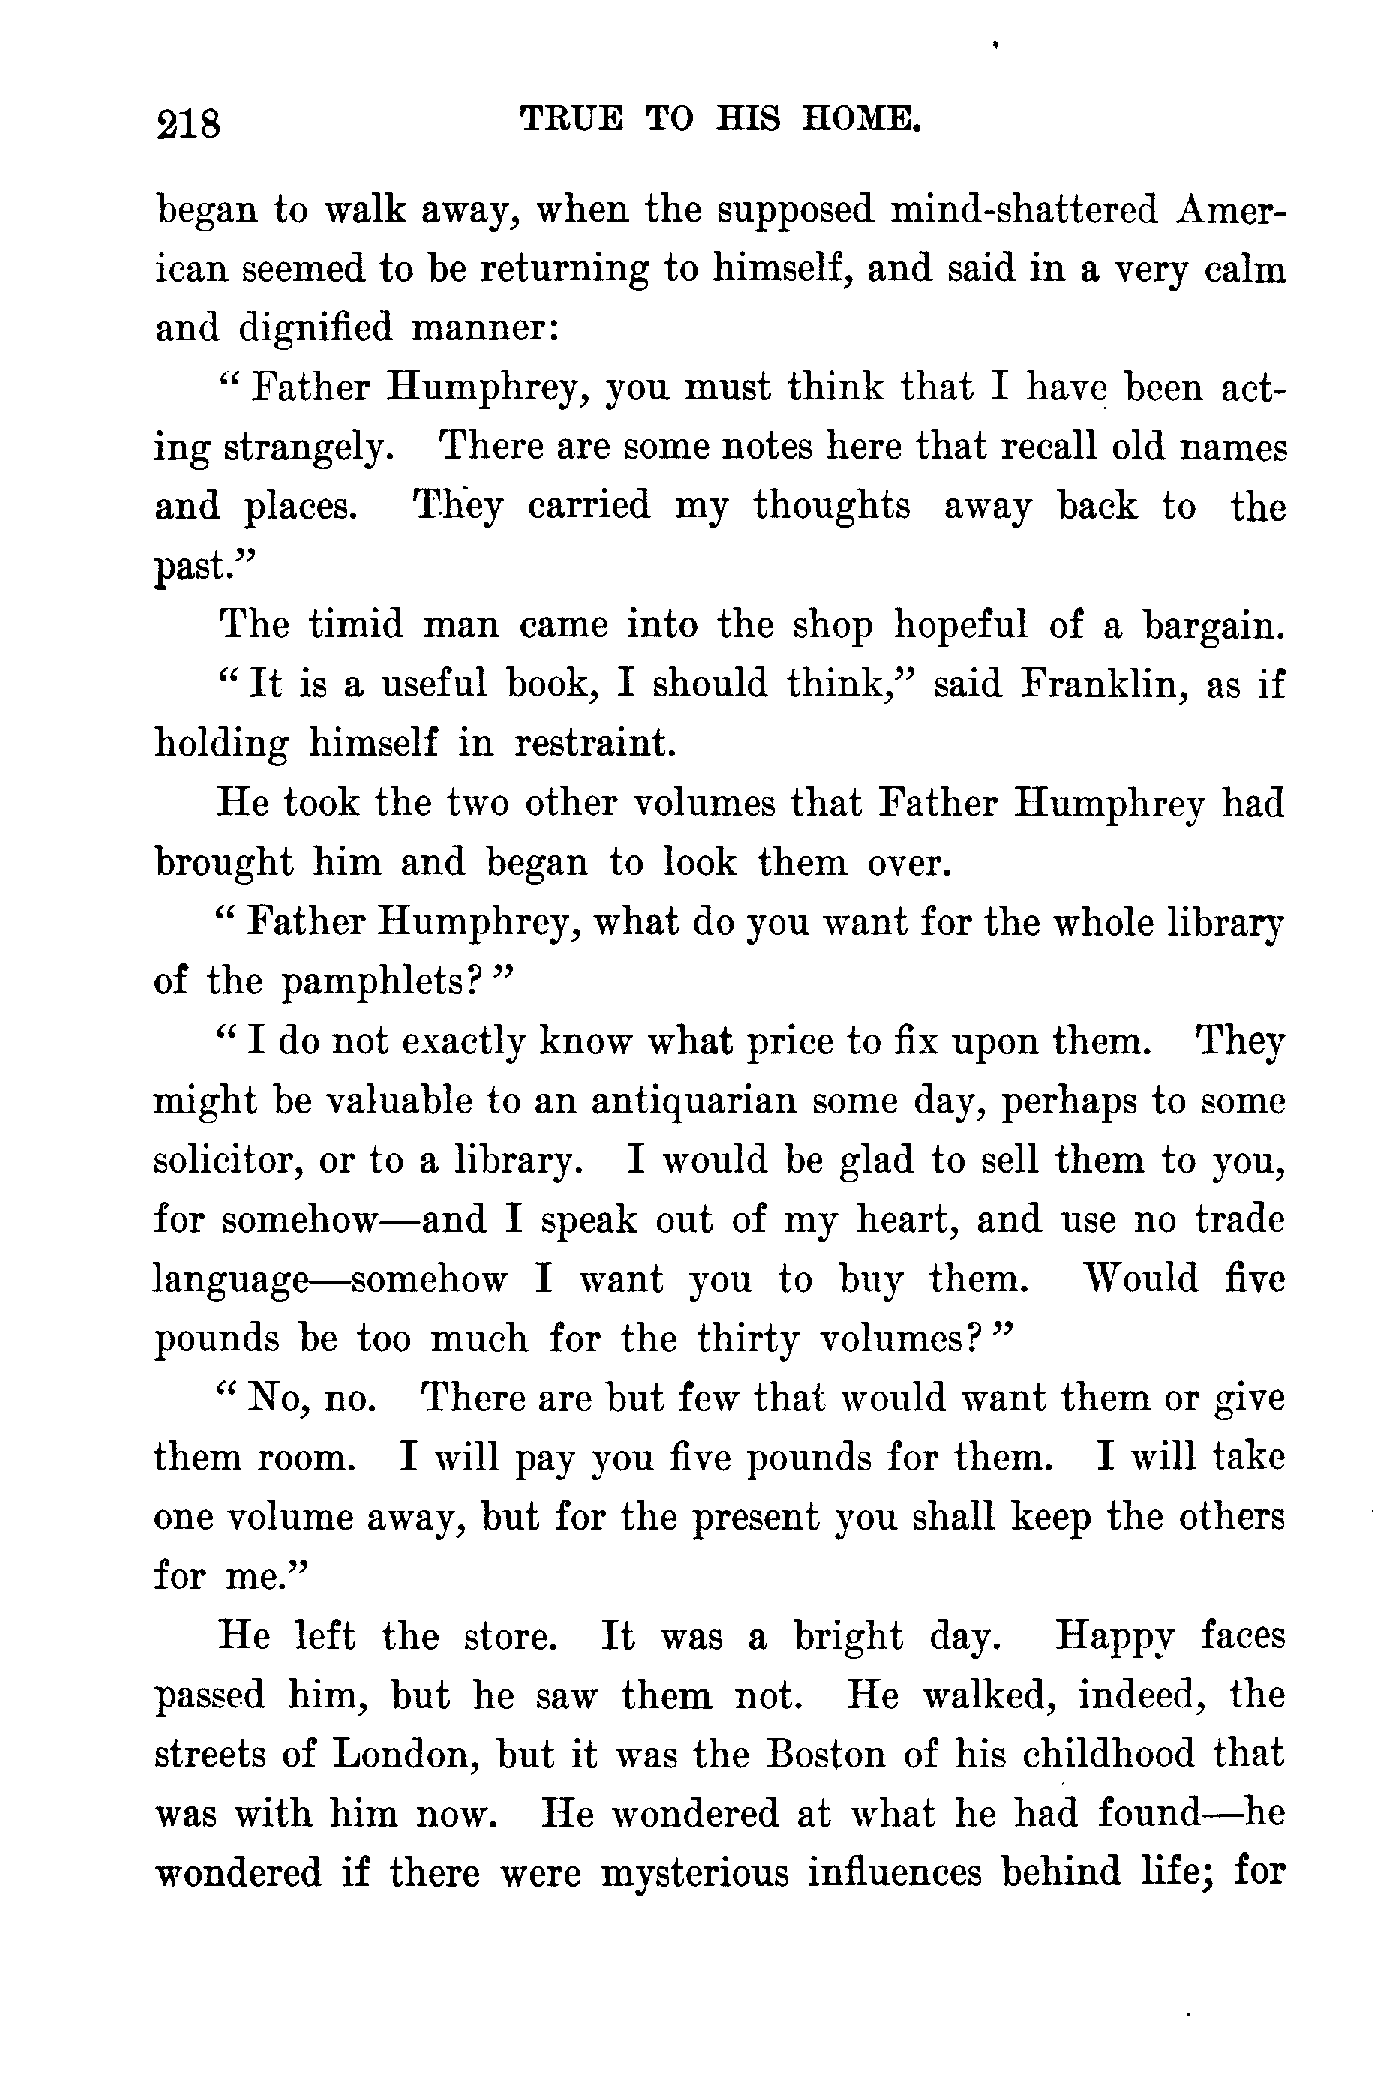 218 TRUE TO HIS HOME.
began to walk away, when the supposed mind-shattered Amer-
ican seemed to be returning to himself, and said in a very calm
and dignified manner:
“ Father Humphrey, you must think that I have been act-
ing strangely. There are some notes here that recall old names
and places. They carried my thoughts away back to the
past.”
The timid man came into the shop hopeful of a bargain.
“ It is a useful book, I should think,” said Franklin, as if
holding himself in restraint.
He took the two other volumes that Father Humphrey had
brought him and began to look them over.
“ Father Humphrey, what do you want for the whole library
of the pamphlets? ”
“ I do not exactly know what price to fix upon them. They
might be valuable to an antiquarian some day, perhaps to some
solicitor, or to a library. I would be glad to sell them to you,
for somehow—and I speak out of my heart, and use no trade
language—somehow I want you to buy them. Would five
pounds be too much for the thirty volumes? ”
“ No, no. There are but few that would want them or give
them room. I will pay you five pounds for them. I will take
one volume away, but for the present you shall keep the others
for me.”
He left the store. It was a bright day. Happy faces
passed him, but he saw them not. He walked, indeed, the
streets of London, but it was the Boston of his childhood that
was with him now. He wondered at what he had found—he
wondered if there were mysterious influences behind life; for